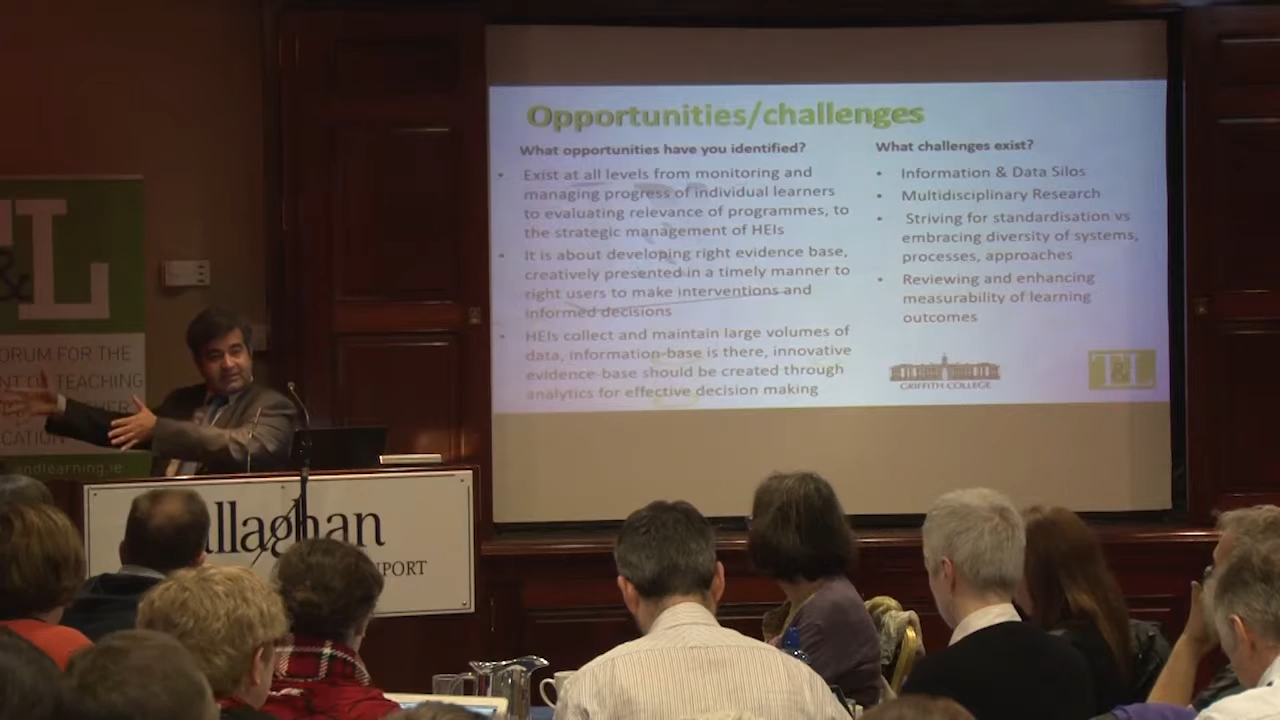 Opportunities/challenges
What opportunities have you identified?
• Exist at all levels from monitoring and
managing progress of individual learners
to evaluating relevance of programmes, to
the strategic management of HEIs
• It is about developing right evidence base,
creatively presented in a timely manner to
right users to make interventions and
informed decisions
• HEIs collect and maintain large volumes of
data, information-base is there, innovative
evidence-base should be created through
analytics for effective decision making
What challenges exist?
• Information & Data Silos
• Multidisciplinary Research
• Striving for standardisation vs
embracing diversity of systems,
processes, approaches
• Reviewing and enhancing
measurability of learning
outcomes
GRIFFITH COLLEGE
T&L
&L
ORUM FOR THE
TEACHING
andlearning.ie
llaghan
NPORT